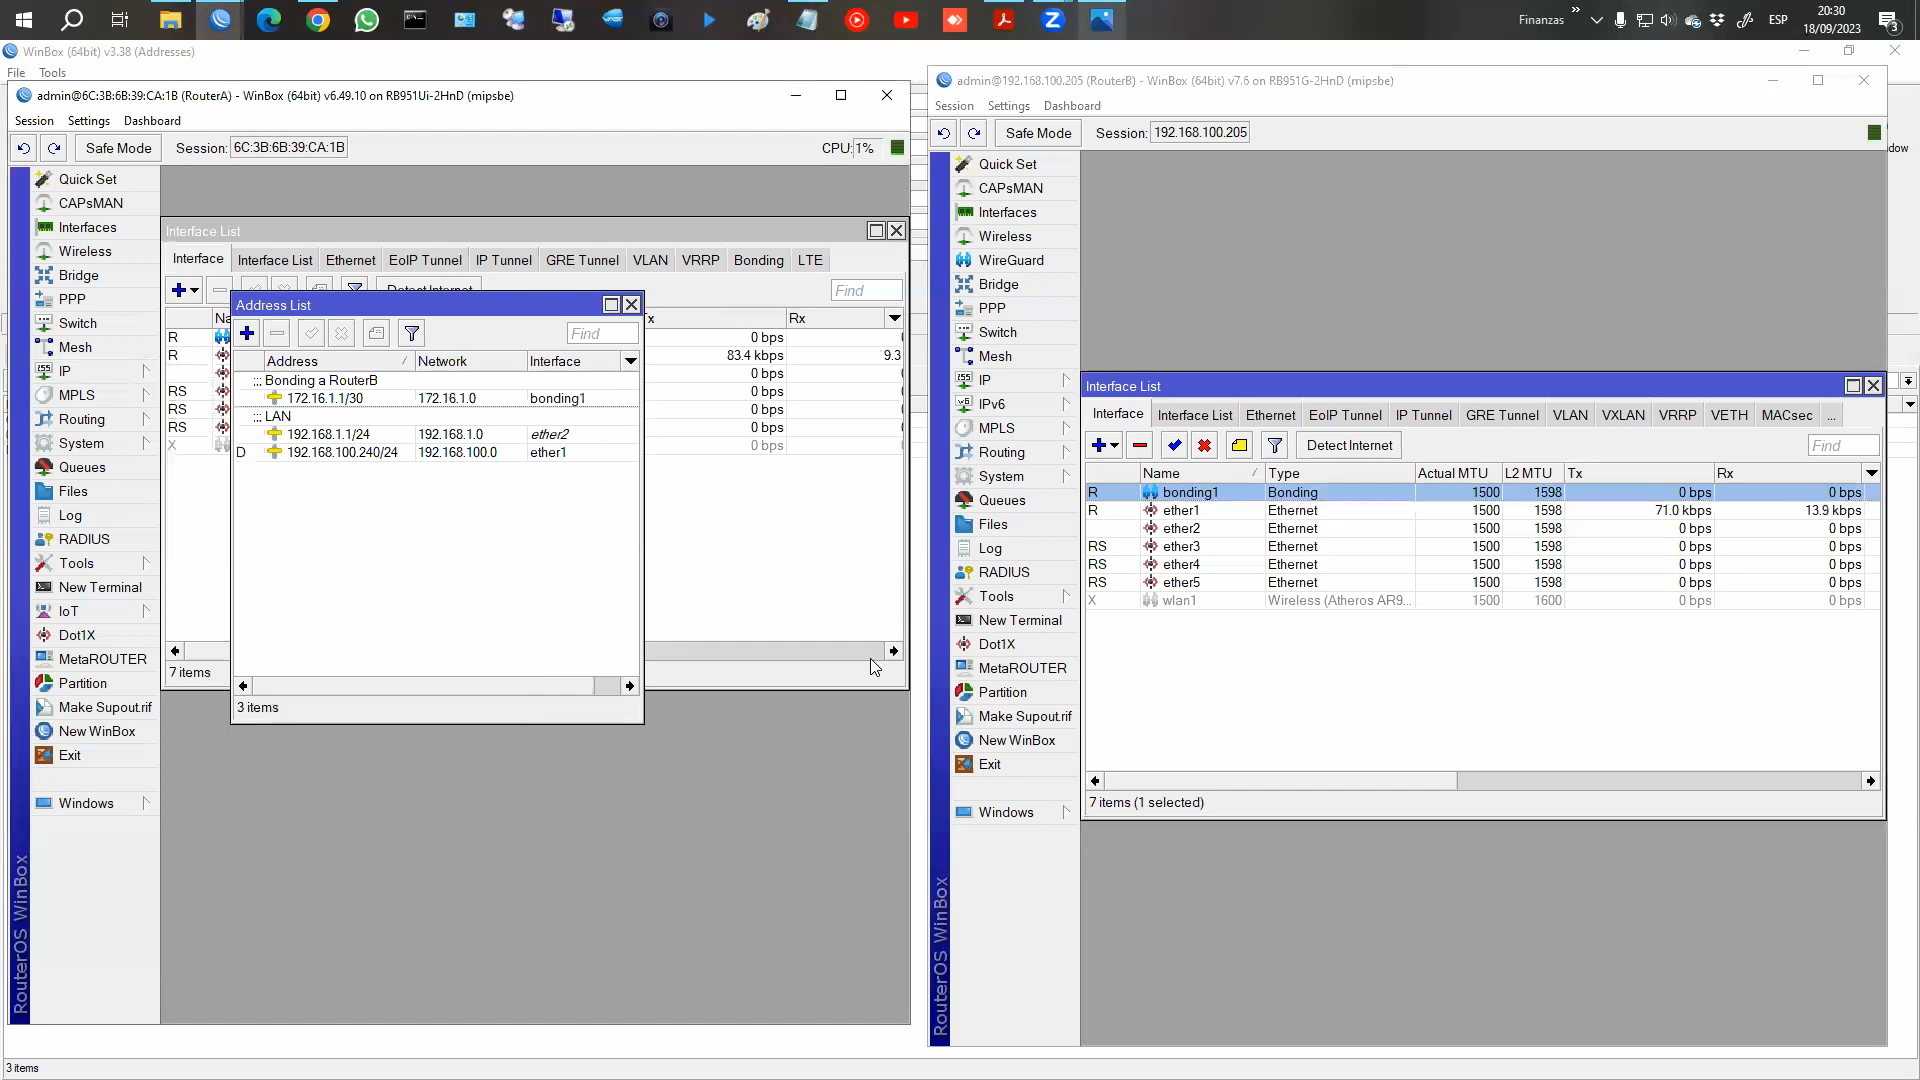 Finanzas
»
ESP
20:30
18/09/2023
3
WinBox (64bit) v3.38 (Addresses)
File Tools
admin@6C:3B:6B:39:CA:1B (RouterA) - WinBox (64bit) v6.49.10 on RB951Ui-2HnD (mipsbe)
Session Settings Dashboard
Safe Mode Session: 6C:3B:6B:39:CA:1B CPU: 1%
Quick Set
CAPsMAN
Interfaces
Wireless
Bridge
PPP
Switch
Mesh
IP
MPLS
Routing
System
Queues
Files
Log
RADIUS
Tools
New Terminal
IoT
Dot1X
MetaROUTER
Partition
Make Supout.rif
New WinBox
Exit
Windows
RouterOS WinBox
Interface List
Interface Interface List Ethernet EoIP Tunnel IP Tunnel GRE Tunnel VLAN VRRP Bonding LTE
Detect Internet Find
Rx
R 0 bps
R 83.4 kbps 9.3
0 bps
RS 0 bps
RS 0 bps
RS 0 bps
X 0 bps
7 items
Address List
Find
Address Network Interface
;;; Bonding a RouterB
172.16.1.1/30 172.16.1.0 bonding1
;;; LAN
192.168.1.1/24 192.168.1.0 ether2
D 192.168.100.240/24 192.168.100.0 ether1
3 items
admin@192.168.100.205 (RouterB) - WinBox (64bit) v7.6 on RB951G-2HnD (mipsbe)
Session Settings Dashboard
Safe Mode Session: 192.168.100.205
Quick Set
CAPsMAN
Interfaces
Wireless
WireGuard
Bridge
PPP
Switch
Mesh
IP
IPv6
MPLS
Routing
System
Queues
Files
Log
RADIUS
Tools
New Terminal
Dot1X
MetaROUTER
Partition
Make Supout.rif
New WinBox
Exit
Windows
RouterOS WinBox
Interface List
Interface Interface List Ethernet EoIP Tunnel IP Tunnel GRE Tunnel VLAN VXLAN VRRP VETH MACsec ...
Detect Internet Find
Name Type Actual MTU L2 MTU Tx Rx
R bonding1 Bonding 1500 1598 0 bps 0 bps
R ether1 Ethernet 1500 1598 71.0 kbps 13.9 kbps
ether2 Ethernet 1500 1598 0 bps 0 bps
RS ether3 Ethernet 1500 1598 0 bps 0 bps
RS ether4 Ethernet 1500 1598 0 bps 0 bps
RS ether5 Ethernet 1500 1598 0 bps 0 bps
X wlan1 Wireless (Atheros AR9... 1500 1600 0 bps 0 bps
7 items (1 selected)
3 items